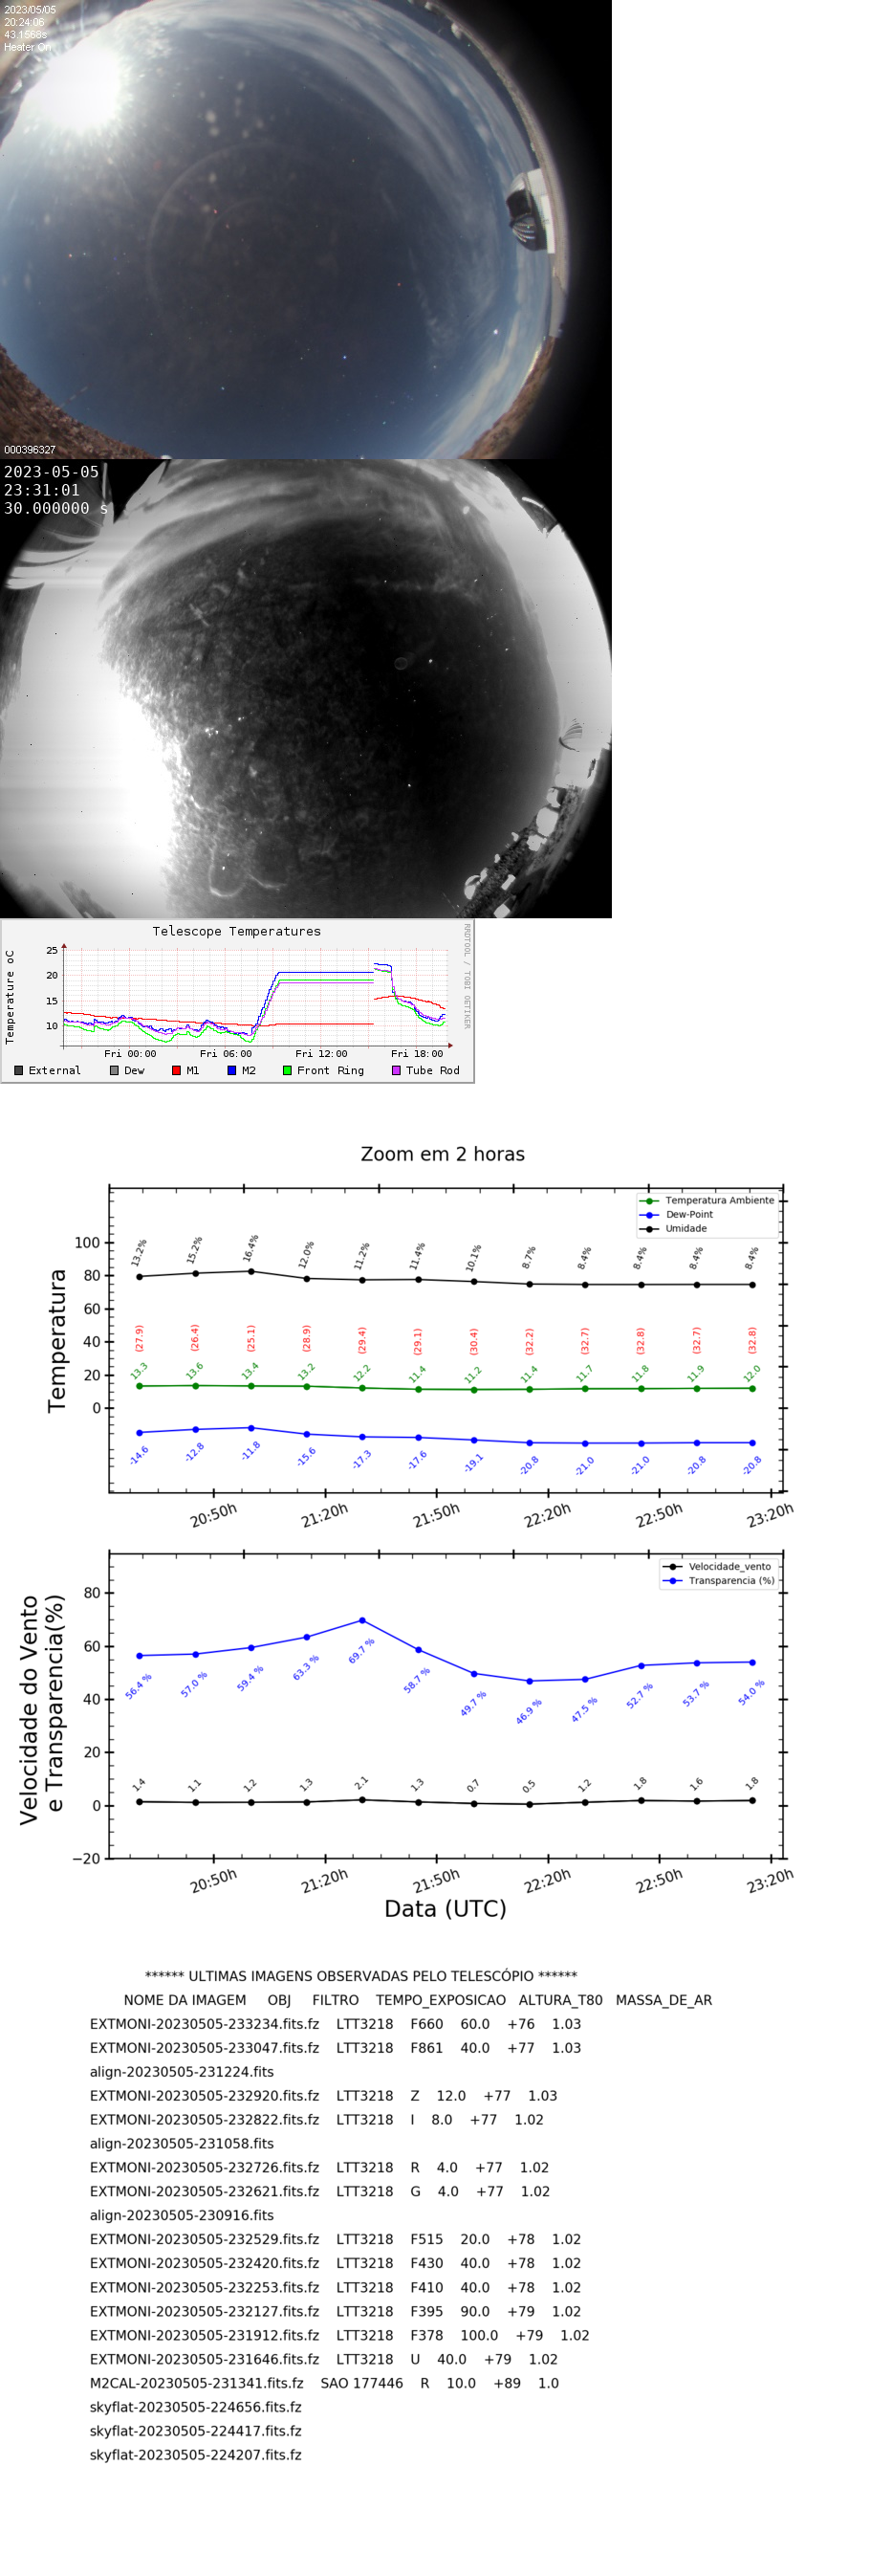 2023/05/05
20:24:06
43.1568s
Heater On
000396327
2023-05-05
23:31:01
30.000000 s
Telescope Temperatures
RRDTOOL / TOBI OETIKER
Temperature oC
25
20
15
10
Fri 00:00 Fri 06:00 Fri 12:00 Fri 18:00
External Dew M1 M2 Front Ring Tube Rod
Zoom em 2 horas
Temperatura Ambiente
Dew-Point
Umidade
Temperatura
100
80
60
40
20
0
13.2% 15.2% 16.4% 12.0% 11.2% 11.4% 10.1% 8.7% 8.4% 8.4% 8.4% 8.4%
(27.9) (26.4) (25.1) (28.9) (29.4) (29.1) (30.4) (32.2) (32.7) (32.8) (32.7) (32.8)
13.3 13.6 13.4 13.2 12.2 11.4 11.2 11.4 11.7 11.8 11.9 12.0
-14.6 -12.8 -11.8 -15.6 -17.3 -17.6 -19.1 -20.8 -21.0 -21.0 -20.8 -20.8
20:50h 21:20h 21:50h 22:20h 22:50h 23:20h
Velocidade_vento
Transparencia (%)
Velocidade do Vento
e Transparencia(%)
80
60
40
20
0
−20
56.4 % 57.0 % 59.4 % 63.3 % 69.7 % 58.7 % 49.7 % 46.9 % 47.5 % 52.7 % 53.7 % 54.0 %
1.4 1.1 1.2 1.3 2.1 1.3 0.7 0.5 1.2 1.8 1.6 1.8
20:50h 21:20h 21:50h 22:20h 22:50h 23:20h
Data (UTC)
****** ULTIMAS IMAGENS OBSERVADAS PELO TELESCÓPIO ******
NOME DA IMAGEM OBJ FILTRO TEMPO_EXPOSICAO ALTURA_T80 MASSA_DE_AR
EXTMONI-20230505-233234.fits.fz LTT3218 F660 60.0 +76 1.03
EXTMONI-20230505-233047.fits.fz LTT3218 F861 40.0 +77 1.03
align-20230505-231224.fits
EXTMONI-20230505-232920.fits.fz LTT3218 Z 12.0 +77 1.03
EXTMONI-20230505-232822.fits.fz LTT3218 I 8.0 +77 1.02
align-20230505-231058.fits
EXTMONI-20230505-232726.fits.fz LTT3218 R 4.0 +77 1.02
EXTMONI-20230505-232621.fits.fz LTT3218 G 4.0 +77 1.02
align-20230505-230916.fits
EXTMONI-20230505-232529.fits.fz LTT3218 F515 20.0 +78 1.02
EXTMONI-20230505-232420.fits.fz LTT3218 F430 40.0 +78 1.02
EXTMONI-20230505-232253.fits.fz LTT3218 F410 40.0 +78 1.02
EXTMONI-20230505-232127.fits.fz LTT3218 F395 90.0 +79 1.02
EXTMONI-20230505-231912.fits.fz LTT3218 F378 100.0 +79 1.02
EXTMONI-20230505-231646.fits.fz LTT3218 U 40.0 +79 1.02
M2CAL-20230505-231341.fits.fz SAO 177446 R 10.0 +89 1.0
skyflat-20230505-224656.fits.fz
skyflat-20230505-224417.fits.fz
skyflat-20230505-224207.fits.fz